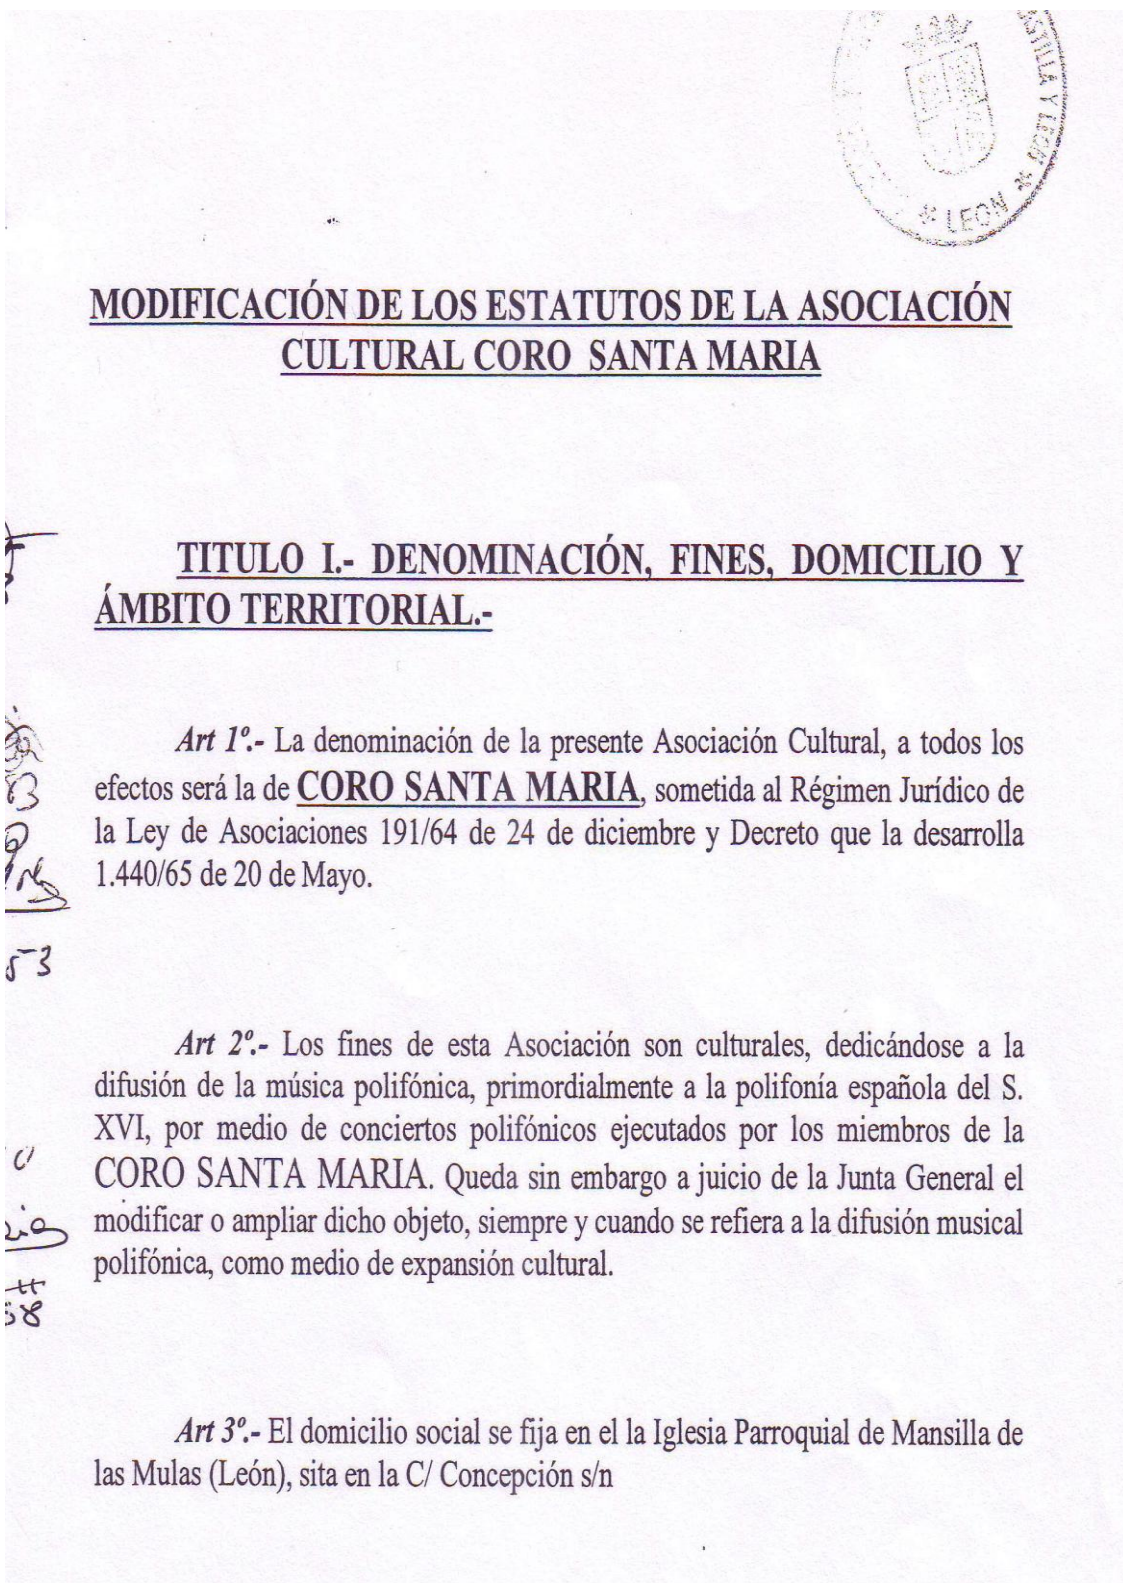 ASTILLA Y LEON *
* LEON
MODIFICACIÓN DE LOS ESTATUTOS DE LA ASOCIACIÓN
CULTURAL CORO SANTA MARIA
TITULO I.- DENOMINACIÓN, FINES, DOMICILIO Y
ÁMBITO TERRITORIAL.-
Art 1º.- La denominación de la presente Asociación Cultural, a todos los
efectos será la de CORO SANTA MARIA, sometida al Régimen Jurídico de
la Ley de Asociaciones 191/64 de 24 de diciembre y Decreto que la desarrolla
1.440/65 de 20 de Mayo.
53
Art 2º.- Los fines de esta Asociación son culturales, dedicándose a la
difusión de la música polifónica, primordialmente a la polifonía española del S.
XVI, por medio de conciertos polifónicos ejecutados por los miembros de la
CORO SANTA MARIA. Queda sin embargo a juicio de la Junta General el
modificar o ampliar dicho objeto, siempre y cuando se refiera a la difusión musical
polifónica, como medio de expansión cultural.
Art 3º.- El domicilio social se fija en el la Iglesia Parroquial de Mansilla de
las Mulas (León), sita en la C/ Concepción s/n